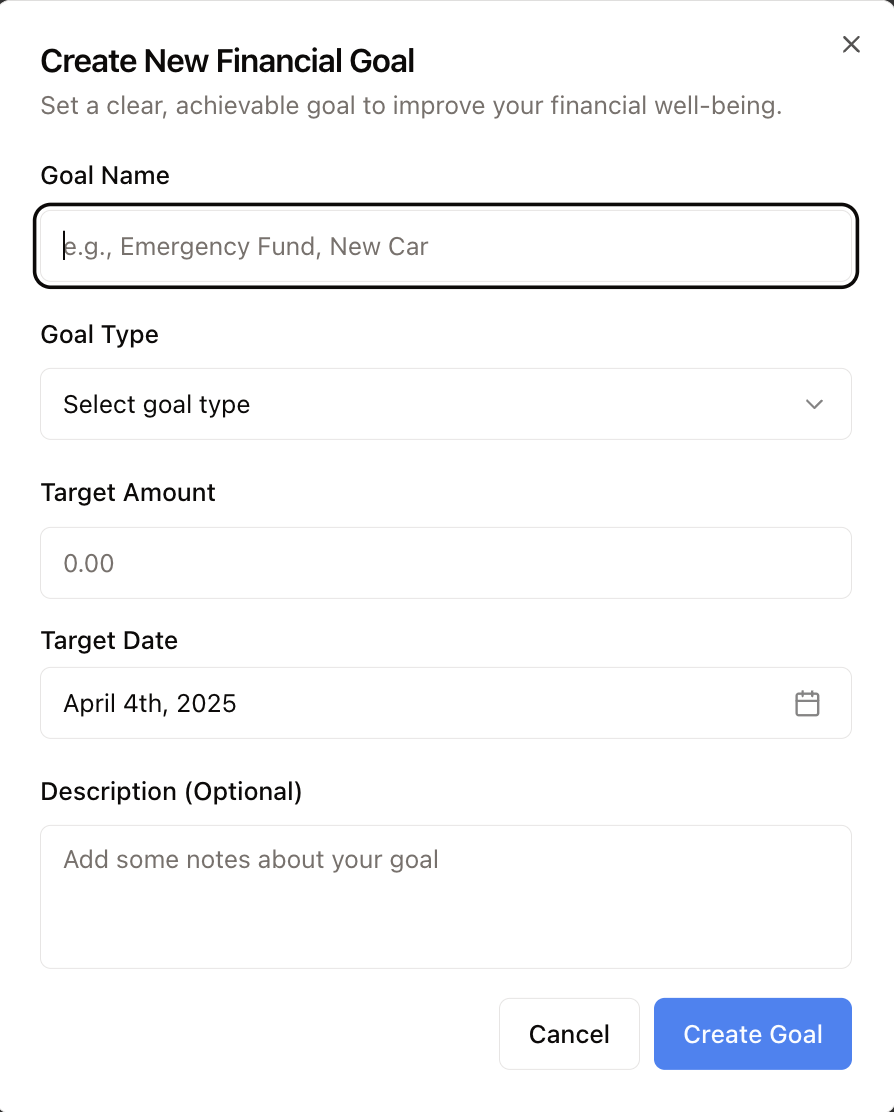 Create New Financial Goal
Set a clear, achievable goal to improve your financial well-being.
Goal Name
e.g., Emergency Fund, New Car
Goal Type
Select goal type
Target Amount
0.00
Target Date
April 4th, 2025
Description (Optional)
Add some notes about your goal
Cancel
Create Goal